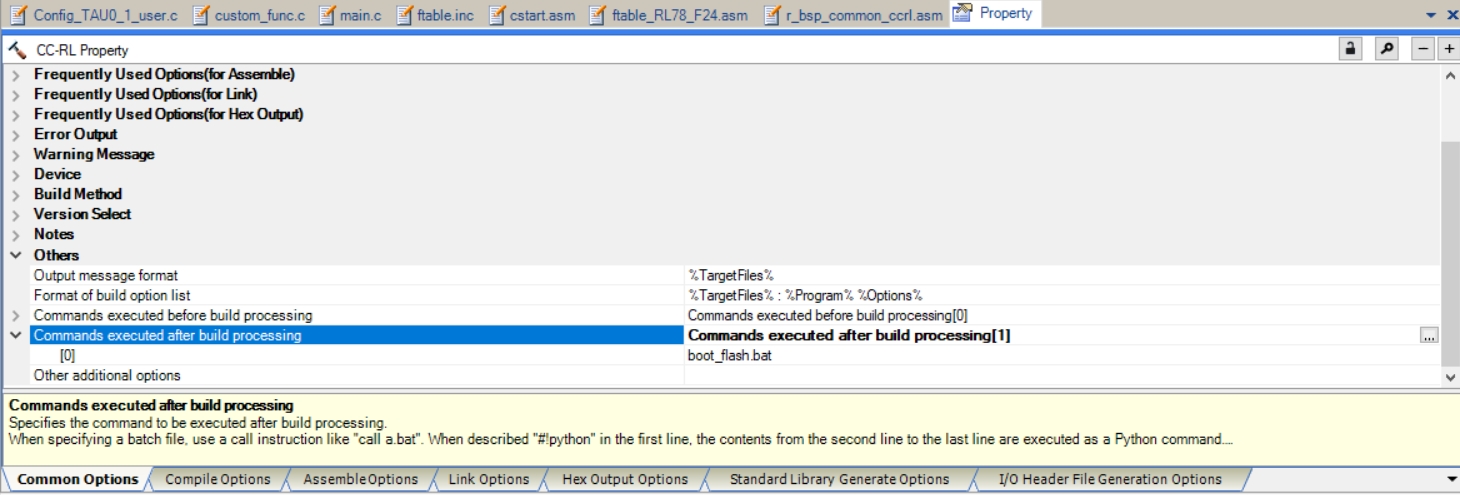 Config_TAU0_1_user.c custom_func.c main.c ftable.inc cstart.asm ftable_RL78_F24.asm r_bsp_common_ccrl.asm Property
CC-RL Property
Frequently Used Options(for Assemble)
Frequently Used Options(for Link)
Frequently Used Options(for Hex Output)
Error Output
Warning Message
Device
Build Method
Version Select
Notes
Others
Output message format %TargetFiles%
Format of build option list %TargetFiles% : %Program% %Options%
Commands executed before build processing Commands executed before build processing[0]
Commands executed after build processing Commands executed after build processing[1] ...
[0] boot_flash.bat
Other additional options
Commands executed after build processing
Specifies the command to be executed after build processing.
When specifying a batch file, use a call instruction like "call a.bat". When described "#!python" in the first line, the contents from the second line to the last line are executed as a Python command....
Common Options Compile Options Assemble Options Link Options Hex Output Options Standard Library Generate Options I/O Header File Generation Options